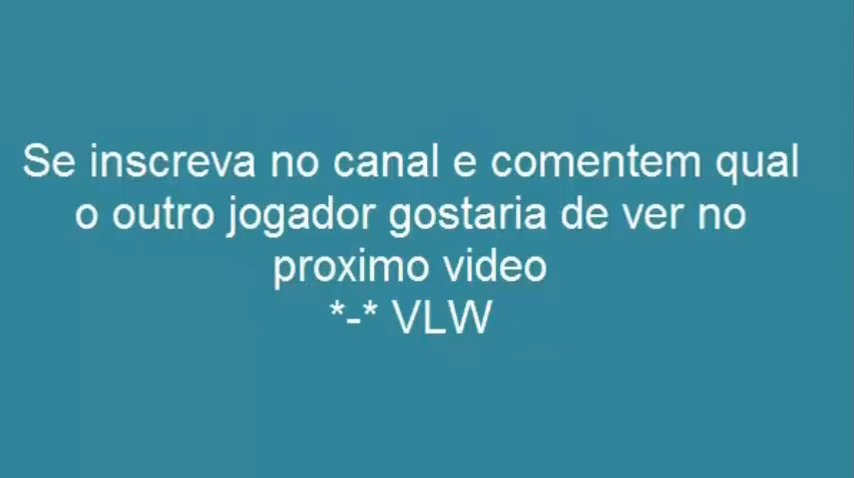 Se inscreva no canal e comentem qual
o outro jogador gostaria de ver no
proximo video
*-* VLW